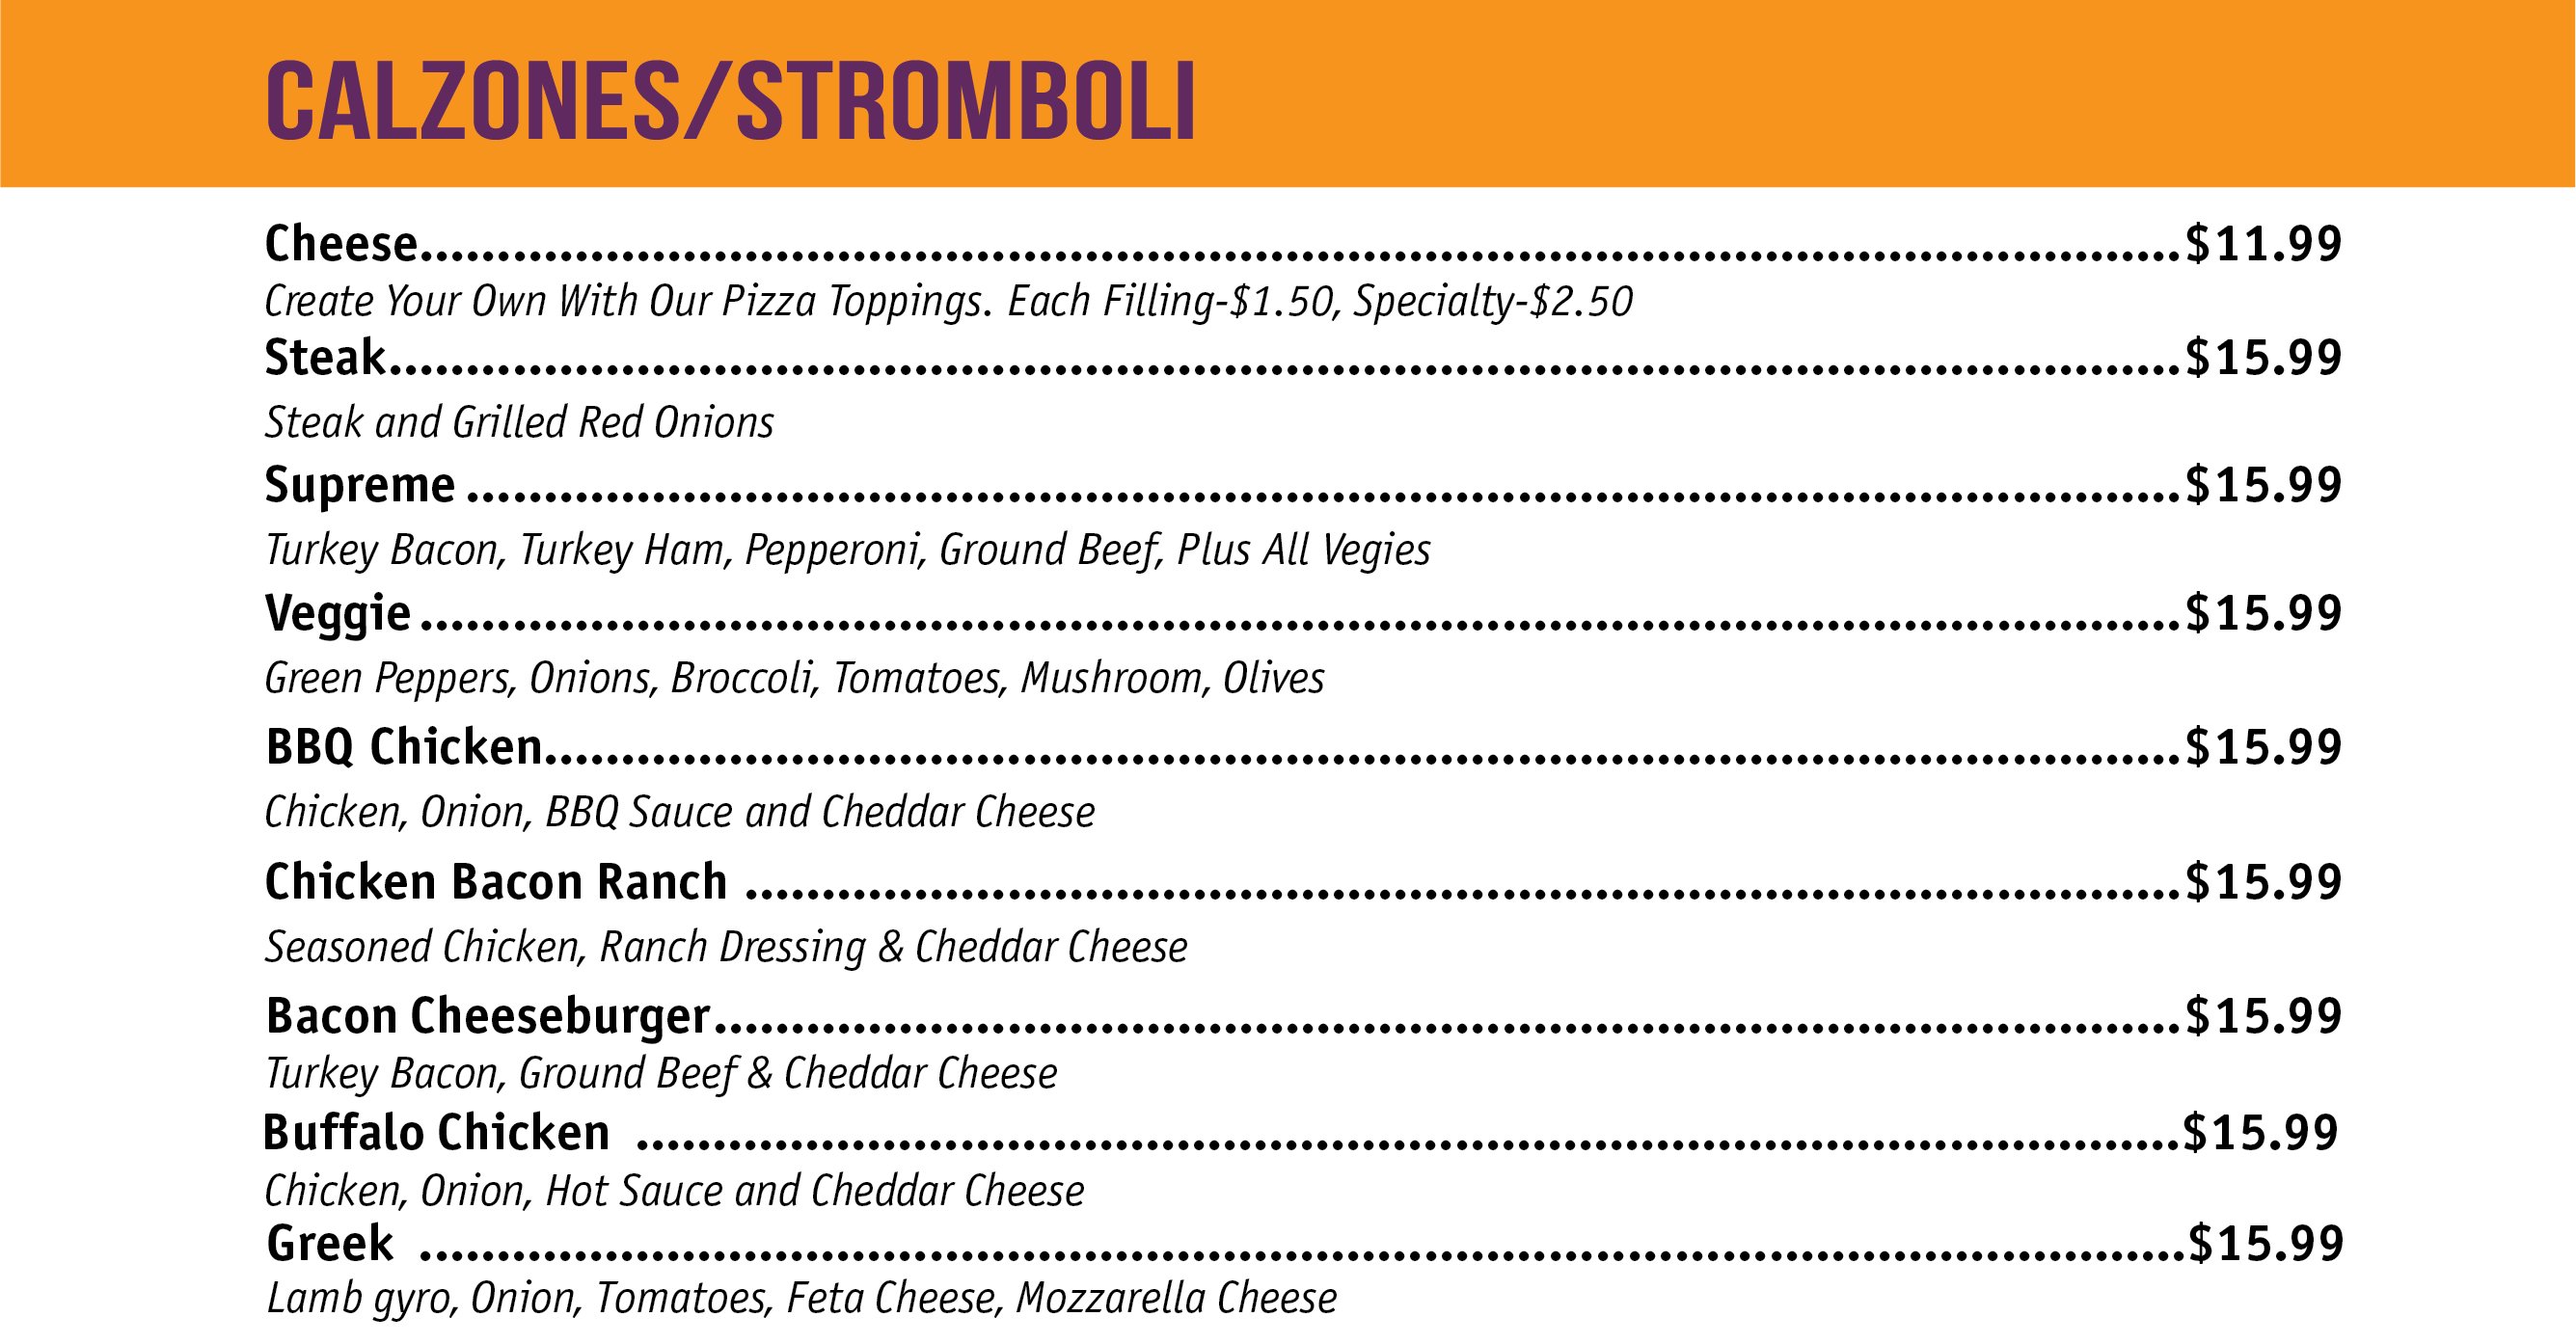 CALZONES/STROMBOLI
Cheese.....................................................................................................$11.99
Create Your Own With Our Pizza Toppings. Each Filling-$1.50, Specialty-$2.50
Steak.....................................................................................................$15.99
Steak and Grilled Red Onions
Supreme .....................................................................................................$15.99
Turkey Bacon, Turkey Ham, Pepperoni, Ground Beef, Plus All Vegies
Veggie .....................................................................................................$15.99
Green Peppers, Onions, Broccoli, Tomatoes, Mushroom, Olives
BBQ Chicken.....................................................................................................$15.99
Chicken, Onion, BBQ Sauce and Cheddar Cheese
Chicken Bacon Ranch .....................................................................................................$15.99
Seasoned Chicken, Ranch Dressing & Cheddar Cheese
Bacon Cheeseburger.....................................................................................................$15.99
Turkey Bacon, Ground Beef & Cheddar Cheese
Buffalo Chicken .....................................................................................................$15.99
Chicken, Onion, Hot Sauce and Cheddar Cheese
Greek .....................................................................................................$15.99
Lamb gyro, Onion, Tomatoes, Feta Cheese, Mozzarella Cheese